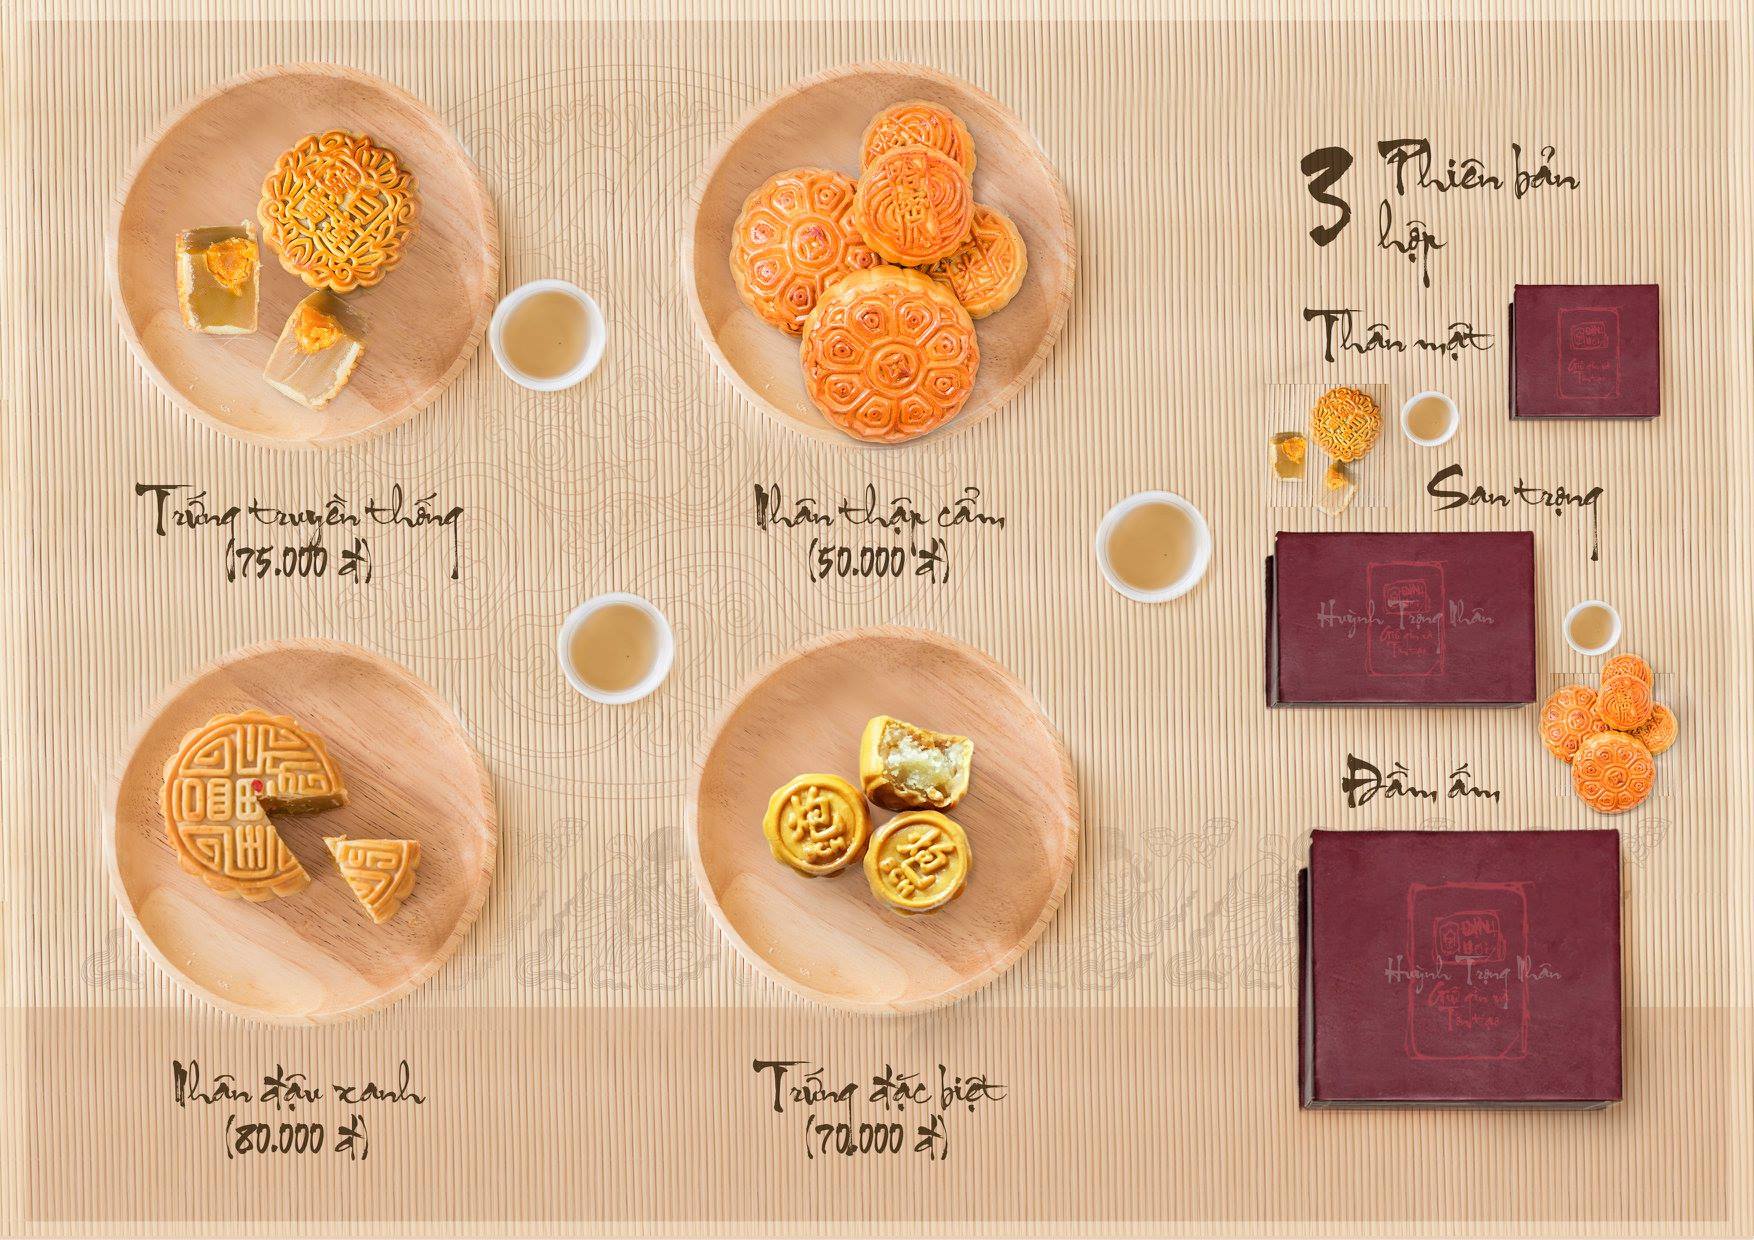 Trứng truyền thống
(75.000 đ)
Nhân thập cẩm
(50.000 đ)
Nhân đậu xanh
(80.000 đ)
Trứng đặc biệt
(70.000 đ)
3 Phiên bản
hộp
Thân mật
San trọng
Huỳnh Trọng Nhân
Đầm ấm
Huỳnh Trọng Nhân